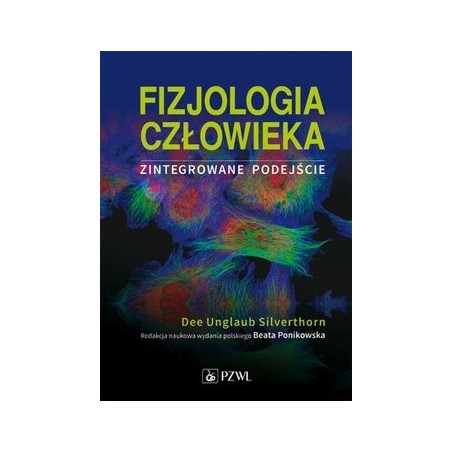 FIZJOLOGIA
CZŁOWIEKA
ZINTEGROWANE PODEJŚCIE
Dee Unglaub Silverthorn
Redakcja naukowa wydania polskiego Beata Ponikowska
PZWL